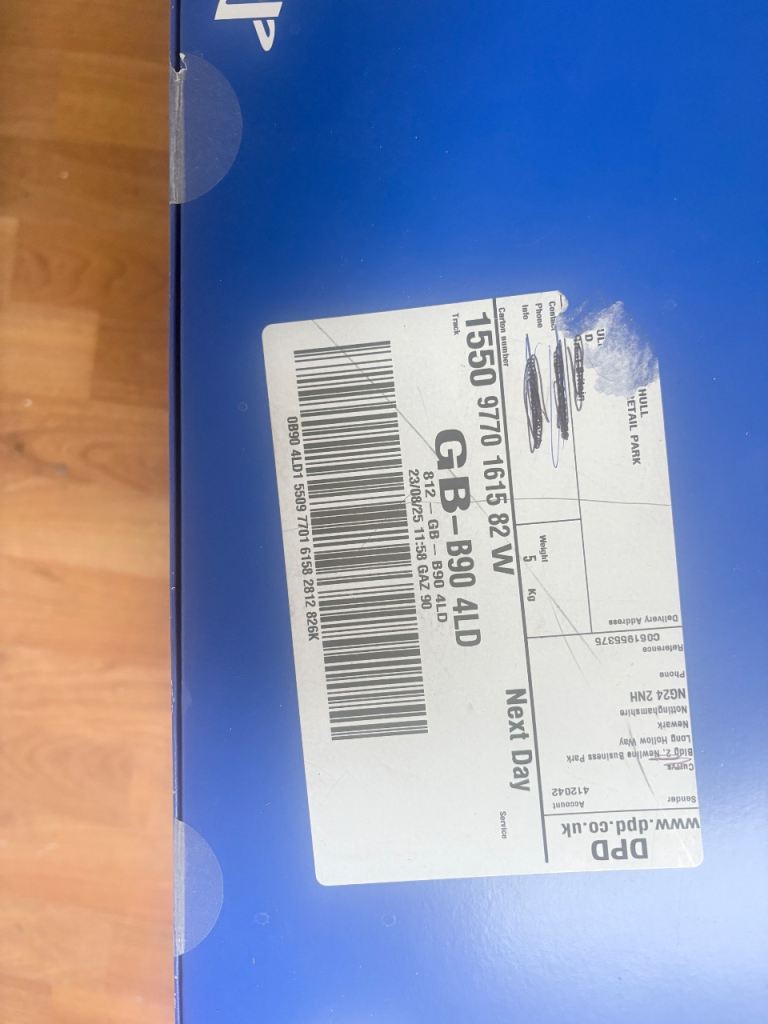 DPD
www.dpd.co.uk
Sender
Account
412042
Currys
Bldg 2, Newlink Business Park
Long Hollow Way
Newark
Nottinghamshire
NG24 2NH
Phone
Reference
C061955375
Delivery Address
HULL
ETAIL PARK
UL
D
Contact
Phone
Info
Weight
5 Kg
Carton number
1550 9770 1615 82 W
Next Day
Track
Service
GB-B90 4LD
812 - GB - B90 4LD
23/08/25 11:58 GAZ 90
0B90 4LD1 5509 7701 6158 2812 826K